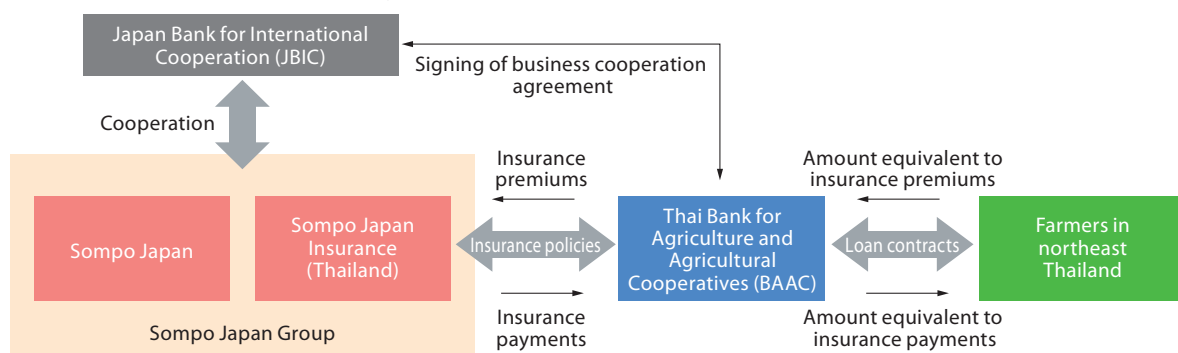 Japan Bank for International
Cooperation (JBIC)
Signing of business cooperation
agreement
Cooperation
Insurance
premiums
Amount equivalent to
insurance premiums
Sompo Japan
Sompo Japan
Insurance
(Thailand)
Insurance policies
Thai Bank for
Agriculture and
Agricultural
Cooperatives (BAAC)
Loan contracts
Farmers in
northeast
Thailand
Sompo Japan Group
Insurance
payments
Amount equivalent to
insurance payments